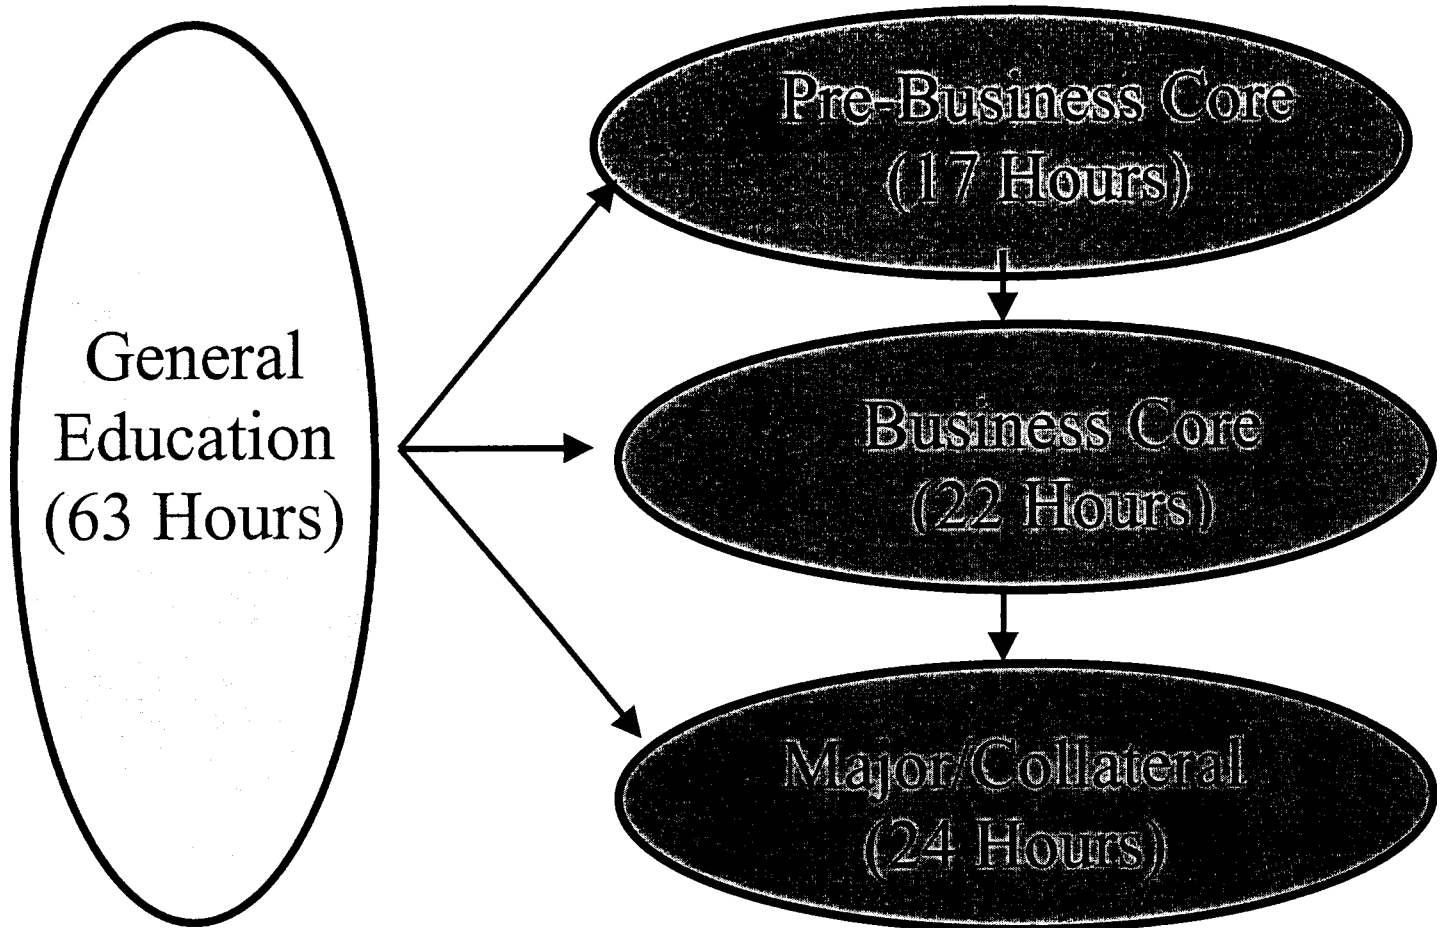 General
Education
(63 Hours)
Pre-Business Core
(17 Hours)
Business Core
(22 Hours)
Major/Collateral
(24 Hours)